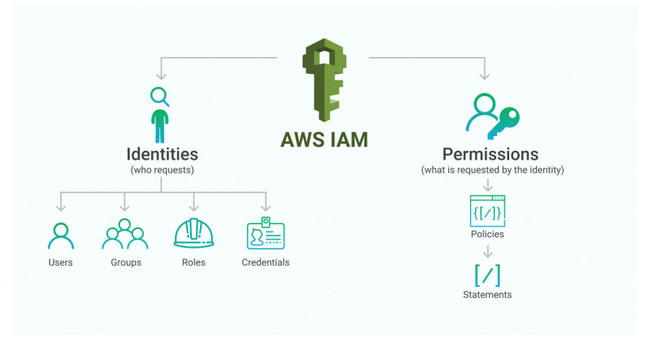 AWS IAM
Identities
(who requests)
Users
Groups
Roles
Credentials
Permissions
(what is requested by the identity)
{[/]}
Policies
[/]
Statements